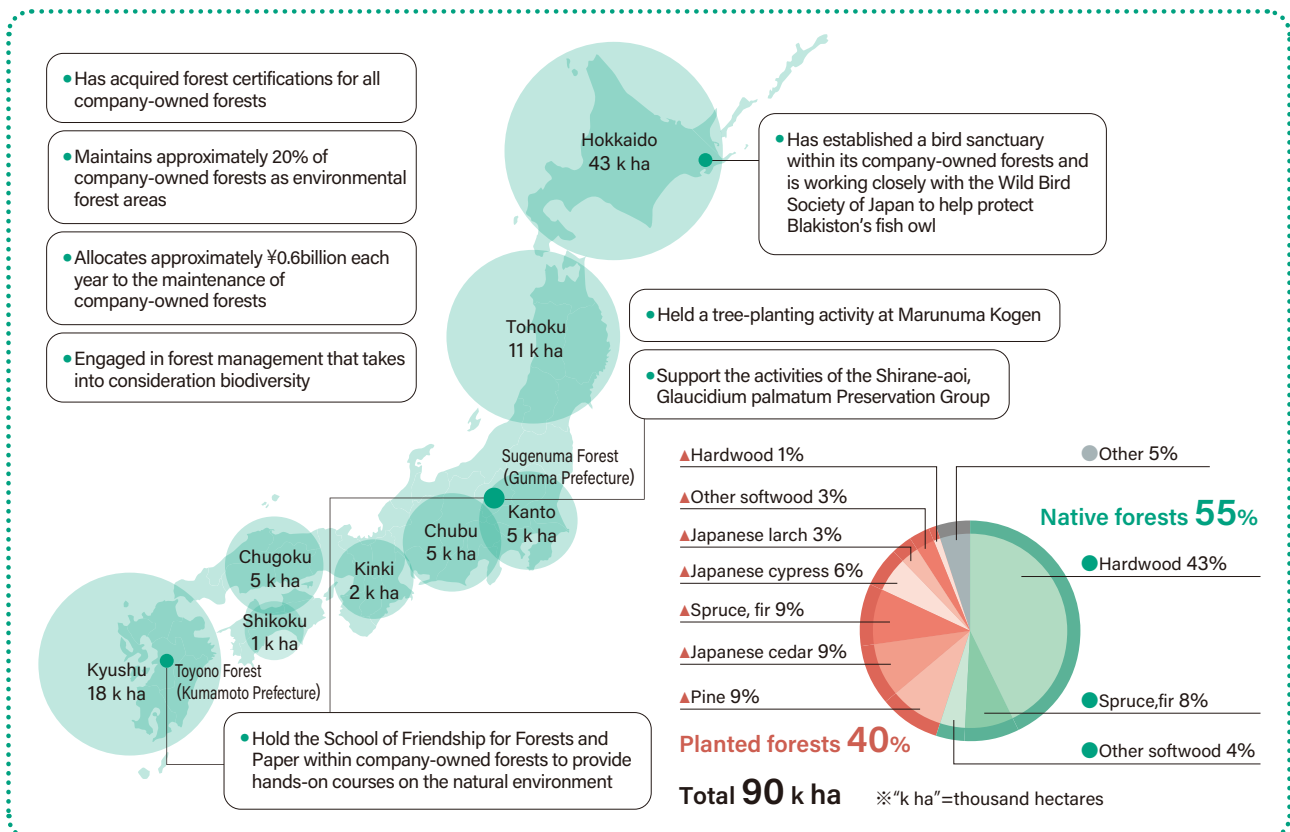 •Has acquired forest certifications for all
company-owned forests
•Maintains approximately 20% of
company-owned forests as environmental
forest areas
•Allocates approximately ¥0.6billion each
year to the maintenance of
company-owned forests
•Engaged in forest management that takes
into consideration biodiversity
Hokkaido
43 k ha
•Has established a bird sanctuary
within its company-owned forests and
is working closely with the Wild Bird
Society of Japan to help protect
Blakiston's fish owl
Tohoku
11 k ha
•Held a tree-planting activity at Marunuma Kogen
•Support the activities of the Shirane-aoi,
Glaucidium palmatum Preservation Group
Sugenuma Forest
(Gunma Prefecture)
Kanto
5 k ha
Chubu
5 k ha
Kinki
2 k ha
Chugoku
5 k ha
Shikoku
1 k ha
Kyushu
18 k ha
Toyono Forest
(Kumamoto Prefecture)
•Hold the School of Friendship for Forests and
Paper within company-owned forests to provide
hands-on courses on the natural environment
▲Hardwood 1%
▲Other softwood 3%
▲Japanese larch 3%
▲Japanese cypress 6%
▲Spruce, fir 9%
▲Japanese cedar 9%
▲Pine 9%
Planted forests 40%
●Other 5%
Native forests 55%
●Hardwood 43%
●Spruce,fir 8%
●Other softwood 4%
Total 90 k ha ※"k ha"=thousand hectares